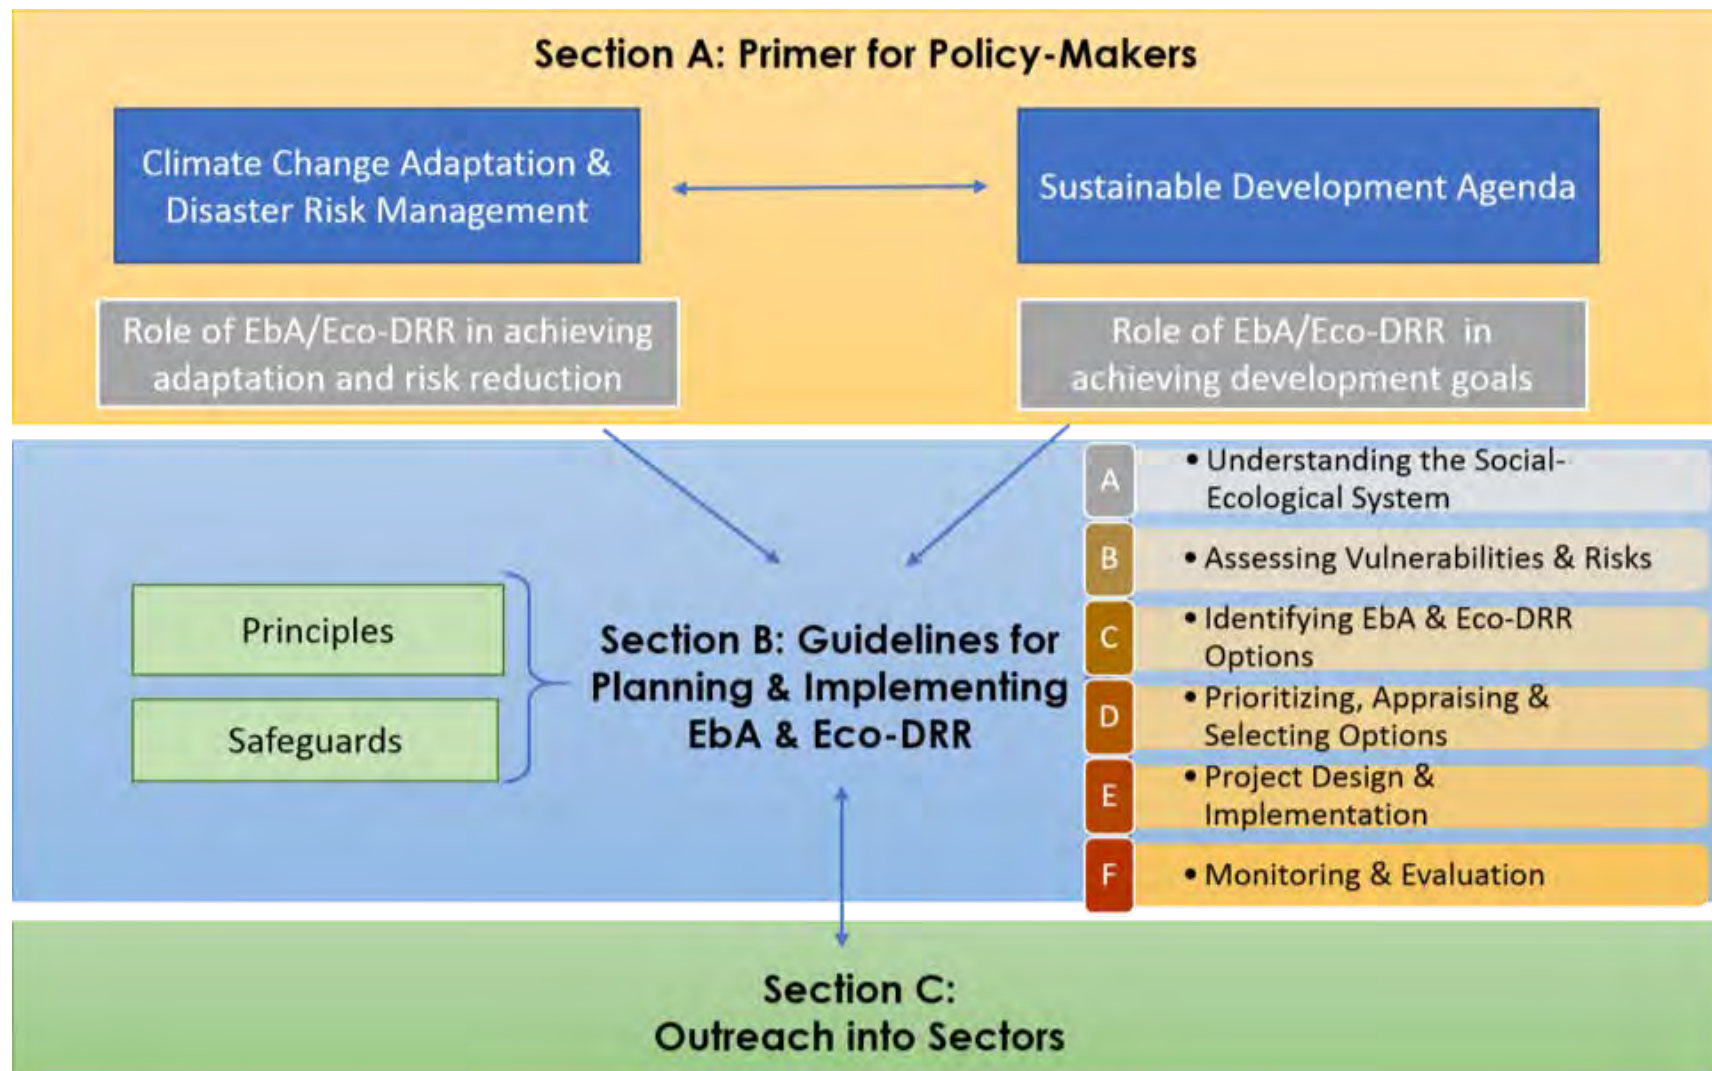 Section A: Primer for Policy-Makers
Climate Change Adaptation &
Disaster Risk Management
Sustainable Development Agenda
Role of EbA/Eco-DRR in achieving
adaptation and risk reduction
Role of EbA/Eco-DRR in
achieving development goals
Principles
Safeguards
Section B: Guidelines for
Planning & Implementing
EbA & Eco-DRR
A
• Understanding the Social-
Ecological System
B
• Assessing Vulnerabilities & Risks
C
• Identifying EbA & Eco-DRR
Options
D
• Prioritizing, Appraising &
Selecting Options
E
• Project Design &
Implementation
F
• Monitoring & Evaluation
Section C:
Outreach into Sectors